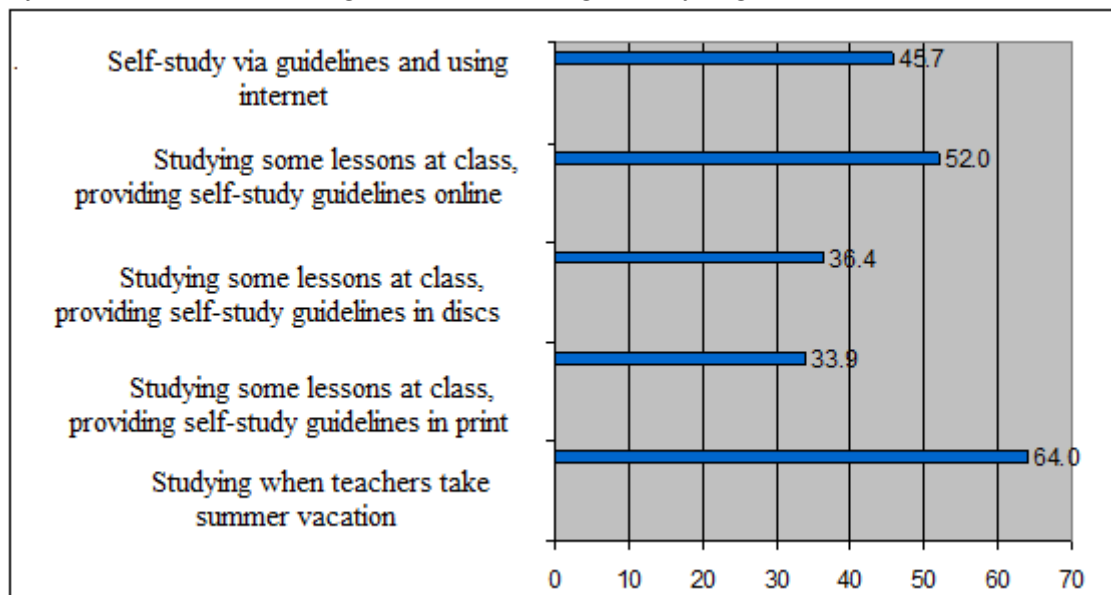 Self-study via guidelines and using
internet
45.7
Studying some lessons at class,
providing self-study guidelines online
52.0
Studying some lessons at class,
providing self-study guidelines in discs
36.4
Studying some lessons at class,
providing self-study guidelines in print
33.9
Studying when teachers take
summer vacation
64.0
0 10 20 30 40 50 60 70